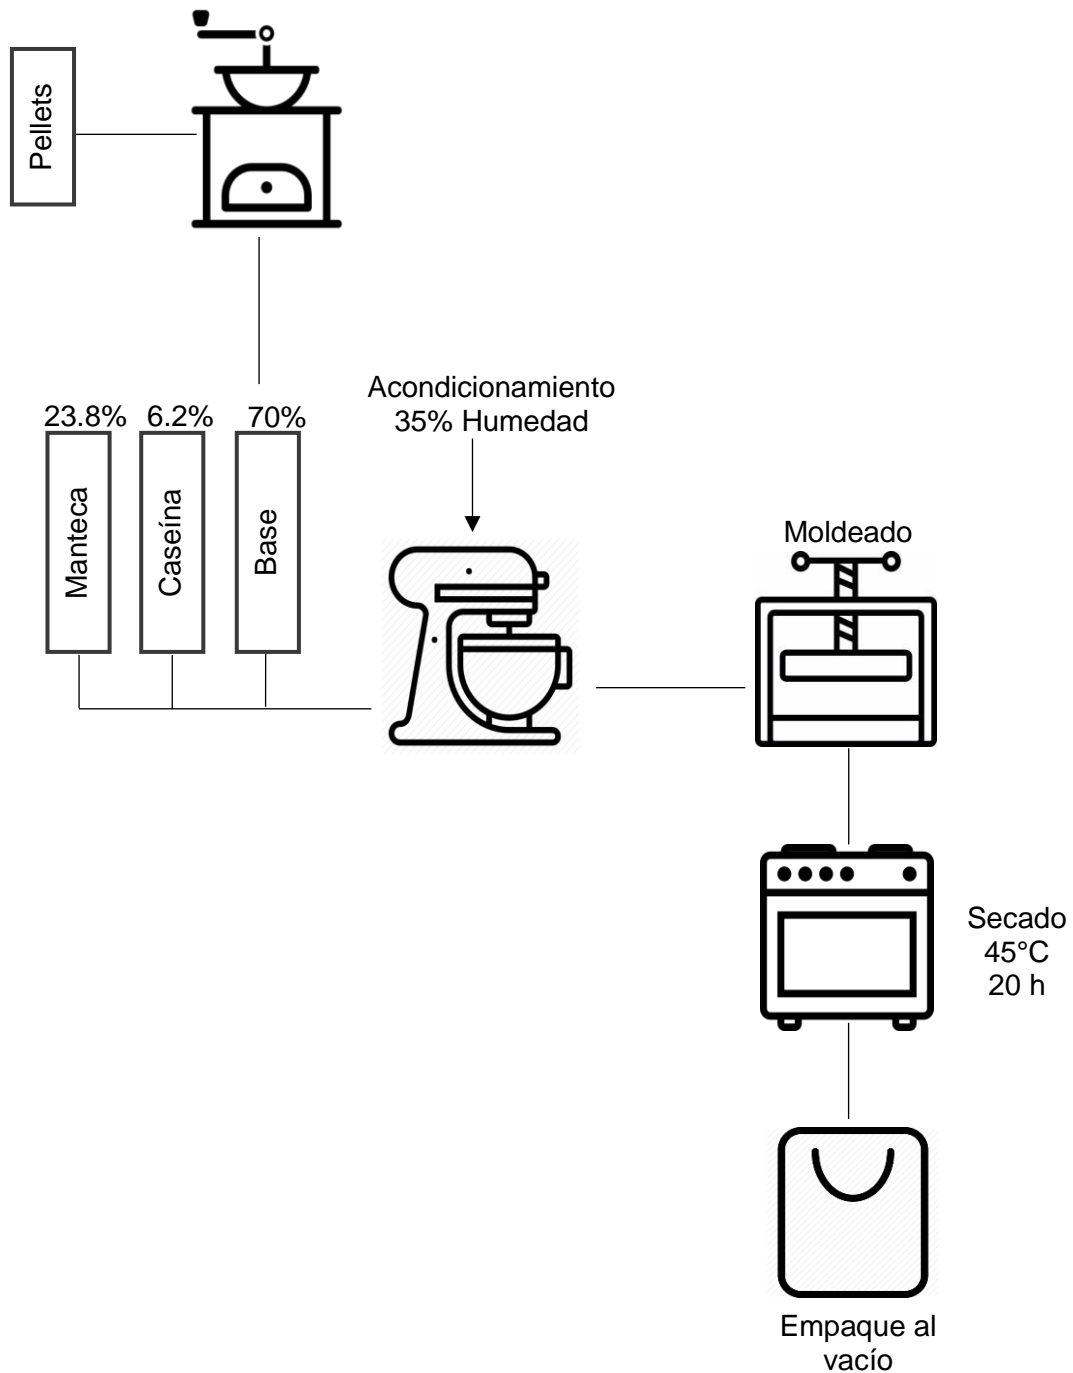 Pellets
Acondicionamiento
35% Humedad
23.8%
6.2%
70%
Manteca
Caseína
Base
Moldeado
Secado
45°C
20 h
Empaque al
vacío